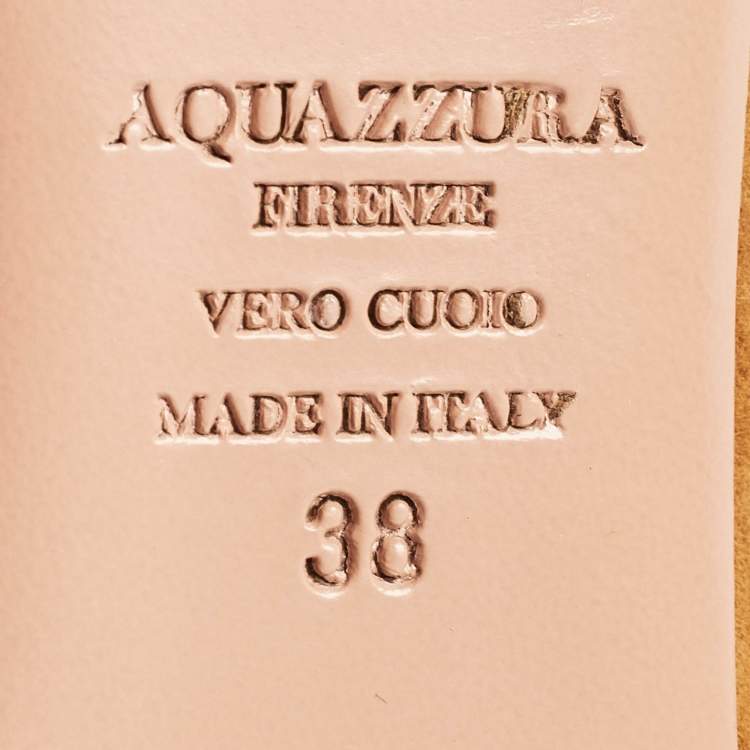 AQUAZZURA
FIRENZE
VERO CUOIO
MADE IN ITALY
38